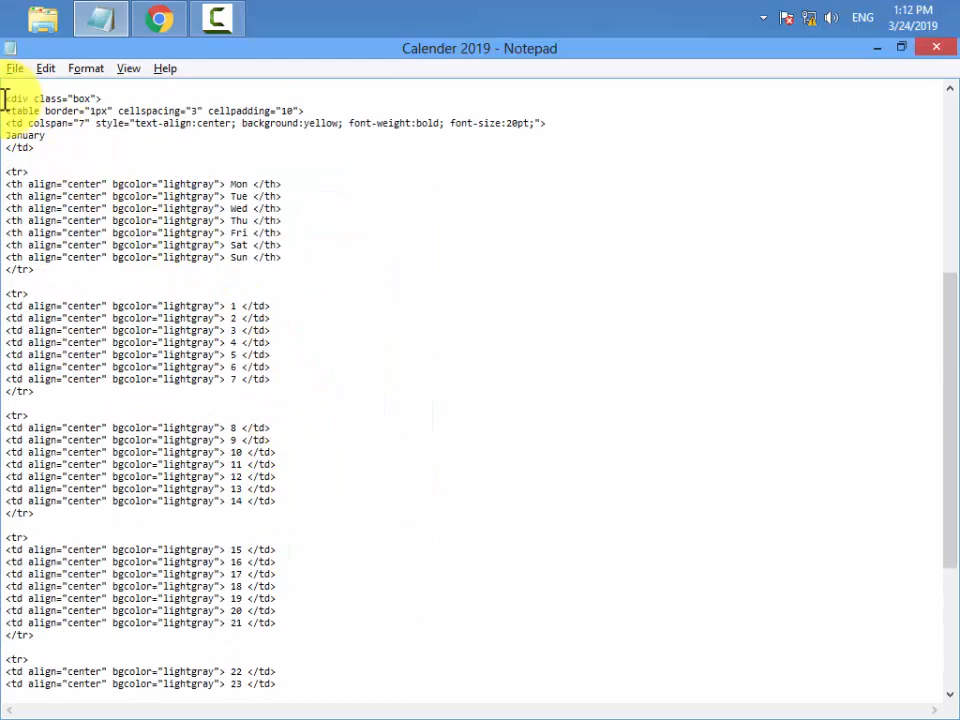 1:12 PM
ENG
3/24/2019
Calender 2019 - Notepad
File Edit Format View Help
<div class="box">
<table border="1px" cellspacing="3" cellpadding="10">
<td colspan="7" style="text-align:center; background:yellow; font-weight:bold; font-size:20pt;">
January
</td>
<tr>
<th align="center" bgcolor="lightgray"> Mon </th>
<th align="center" bgcolor="lightgray"> Tue </th>
<th align="center" bgcolor="lightgray"> Wed </th>
<th align="center" bgcolor="lightgray"> Thu </th>
<th align="center" bgcolor="lightgray"> Fri </th>
<th align="center" bgcolor="lightgray"> Sat </th>
<th align="center" bgcolor="lightgray"> Sun </th>
</tr>
<tr>
<td align="center" bgcolor="lightgray"> 1 </td>
<td align="center" bgcolor="lightgray"> 2 </td>
<td align="center" bgcolor="lightgray"> 3 </td>
<td align="center" bgcolor="lightgray"> 4 </td>
<td align="center" bgcolor="lightgray"> 5 </td>
<td align="center" bgcolor="lightgray"> 6 </td>
<td align="center" bgcolor="lightgray"> 7 </td>
</tr>
<tr>
<td align="center" bgcolor="lightgray"> 8 </td>
<td align="center" bgcolor="lightgray"> 9 </td>
<td align="center" bgcolor="lightgray"> 10 </td>
<td align="center" bgcolor="lightgray"> 11 </td>
<td align="center" bgcolor="lightgray"> 12 </td>
<td align="center" bgcolor="lightgray"> 13 </td>
<td align="center" bgcolor="lightgray"> 14 </td>
</tr>
<tr>
<td align="center" bgcolor="lightgray"> 15 </td>
<td align="center" bgcolor="lightgray"> 16 </td>
<td align="center" bgcolor="lightgray"> 17 </td>
<td align="center" bgcolor="lightgray"> 18 </td>
<td align="center" bgcolor="lightgray"> 19 </td>
<td align="center" bgcolor="lightgray"> 20 </td>
<td align="center" bgcolor="lightgray"> 21 </td>
</tr>
<tr>
<td align="center" bgcolor="lightgray"> 22 </td>
<td align="center" bgcolor="lightgray"> 23 </td>